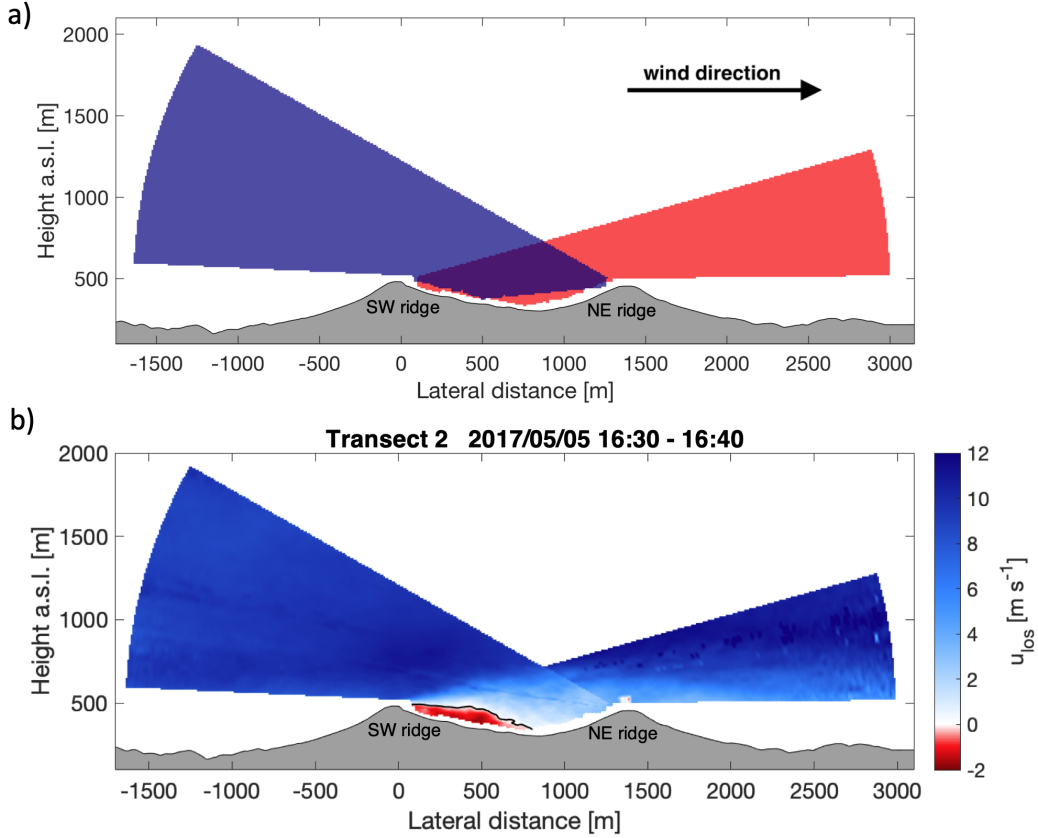 a)
2000
1500
1000
500
Height a.s.l. [m]
wind direction
SW ridge
NE ridge
-1500 -1000 -500 0 500 1000 1500 2000 2500 3000
Lateral distance [m]
b)
Transect 2 2017/05/05 16:30 - 16:40
2000
1500
1000
500
Height a.s.l. [m]
SW ridge
NE ridge
-1500 -1000 -500 0 500 1000 1500 2000 2500 3000
Lateral distance [m]
12
10
8
6
4
2
0
-2
u_los [m s⁻¹]